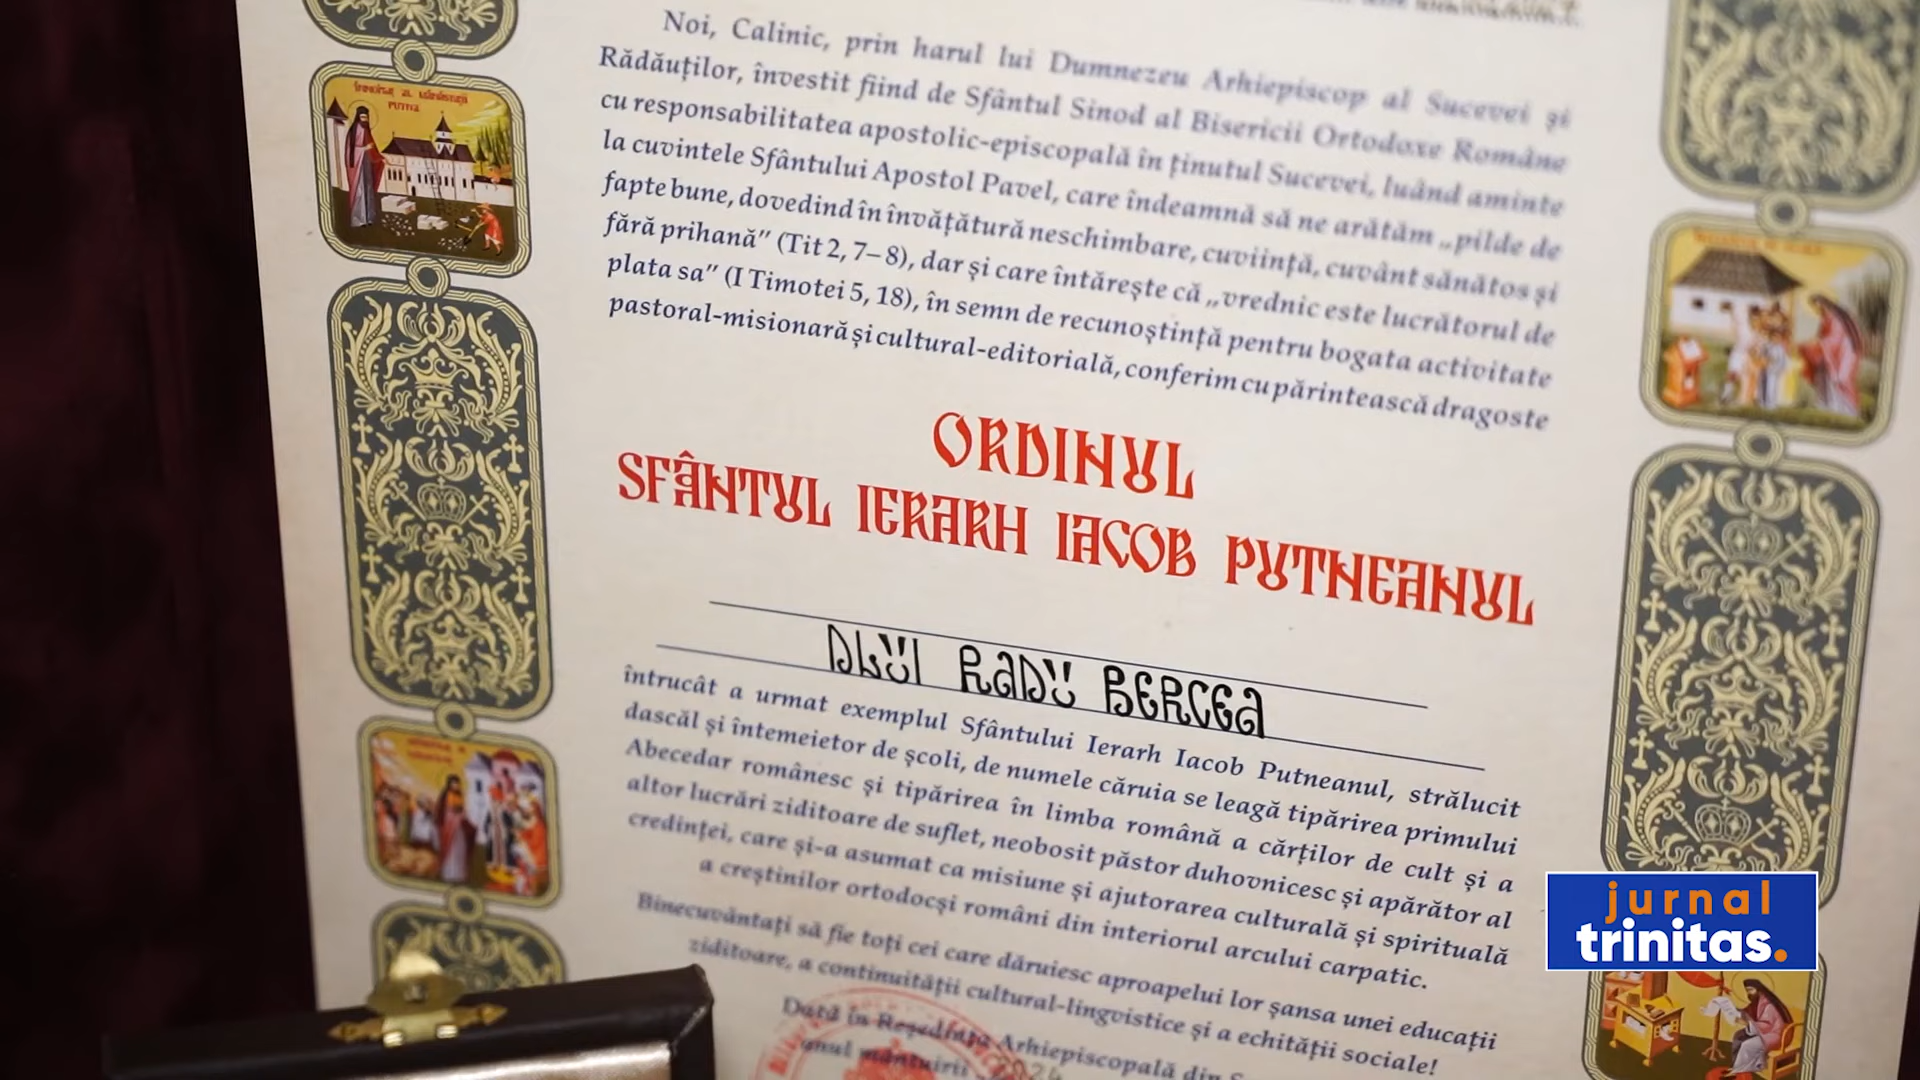 Noi, Calinic, prin harul lui Dumnezeu Arhiepiscop al Sucevei și
Rădăuților, învestit fiind de Sfântul Sinod al Bisericii Ortodoxe Române
cu responsabilitatea apostolic-episcopală în ținutul Sucevei, luând aminte
la cuvintele Sfântului Apostol Pavel, care îndeamnă să ne arătăm „pilde de
fapte bune, dovedind în învățătură neschimbare, cuviință, cuvânt sănătos și
fără prihană” (Tit 2, 7–8), dar și care întărește că „vrednic este lucrătorul de
plata sa” (I Timotei 5, 18), în semn de recunoștință pentru bogata activitate
pastoral-misionară și cultural-editorială, conferim cu părintească dragoste
ORDINUL
SFÂNTUL IERARH IACOB PUTNEANUL
DLUI RADU BERCEA
întrucât a urmat exemplul Sfântului Ierarh Iacob Putneanul, strălucit
dascăl și întemeietor de școli, de numele căruia se leagă tipărirea primului
Abecedar românesc și tipărirea în limba română a cărților de cult și a
altor lucrări ziditoare de suflet, neobosit păstor duhovnicesc și apărător al
credinței, care și-a asumat ca misiune și ajutorarea culturală și spirituală
a creștinilor ortodocși români din interiorul arcului carpatic.
Binecuvântați să fie toți cei care dăruiesc aproapelui lor șansa unei educații
ziditoare, a continuității cultural-lingvistice și a echității sociale!
Dată în Reședința Arhiepiscopală din
anul mântuirii 2024
jurnal
trinitas.